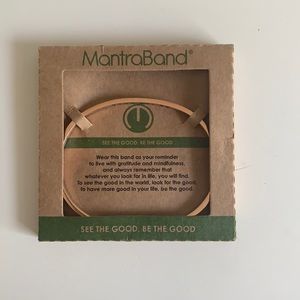 MantraBand®
SEE THE GOOD. BE THE GOOD
Wear this band as your reminder
to live with gratitude and mindfulness,
and always remember that
whatever you look for in life, you will find.
To see the good in the world, look for the good.
To have more good in your life, be the good.
SEE THE GOOD. BE THE GOOD